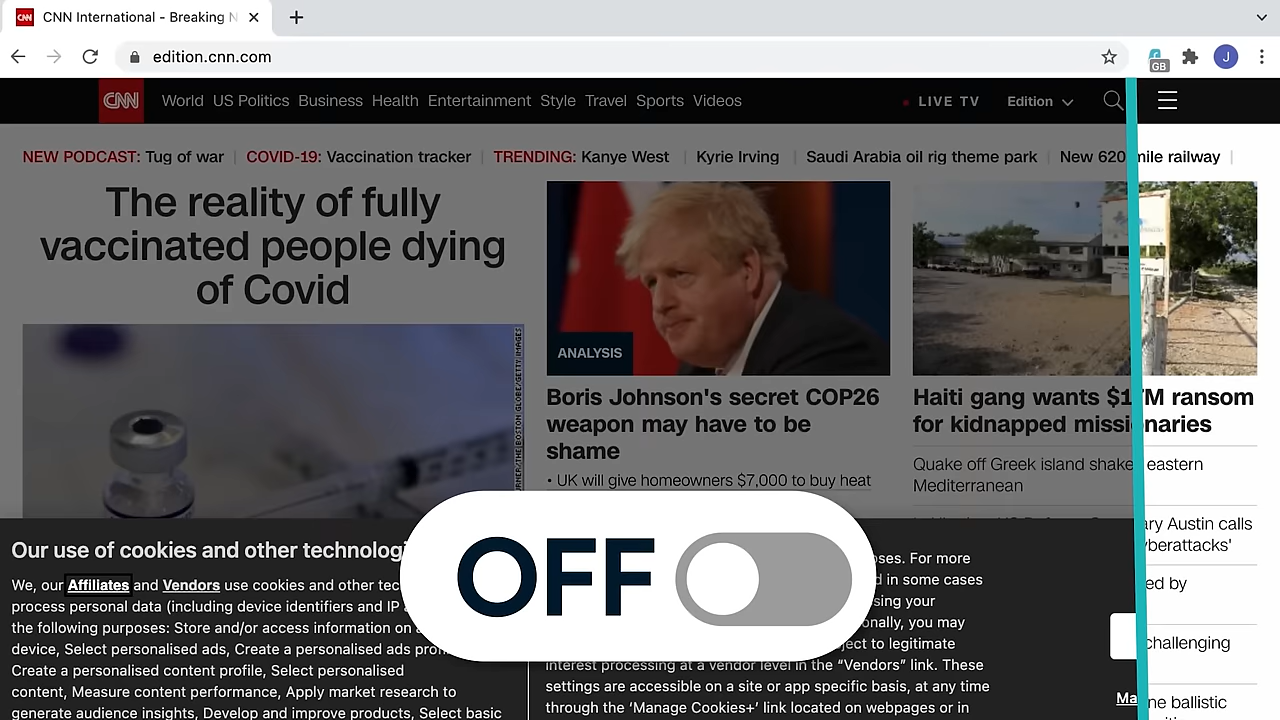 CNN International - Breaking N
edition.cnn.com
GB
J
CNN
World US Politics Business Health Entertainment Style Travel Sports Videos
LIVE TV
Edition
NEW PODCAST: Tug of war | COVID-19: Vaccination tracker | TRENDING: Kanye West | Kyrie Irving | Saudi Arabia oil rig theme park | New 620 mile railway |
The reality of fully
vaccinated people dying
of Covid
ANALYSIS
Boris Johnson's secret COP26
weapon may have to be
shame
• UK will give homeowners $7,000 to buy heat
Haiti gang wants $17M ransom
for kidnapped missionaries
Quake off Greek island shakes eastern
Mediterranean
ary Austin calls
yberattacks'
ed by
challenging
ne ballistic
OFF
Our use of cookies and other technologi
We, our Affiliates and Vendors use cookies and other tec
process personal data (including device identifiers and IP
the following purposes: Store and/or access information on a
device, Select personalised ads, Create a personalised ads prof
Create a personalised content profile, Select personalised
content, Measure content performance, Apply market research to
generate audience insights, Develop and improve products, Select basic
oses. For more
d in some cases
sing your
onally, you may
ject to legitimate
interest processing at a vendor level in the “Vendors” link. These
settings are accessible on a site or app specific basis, at any time
through the ‘Manage Cookies+’ link located on webpages or in
Ma